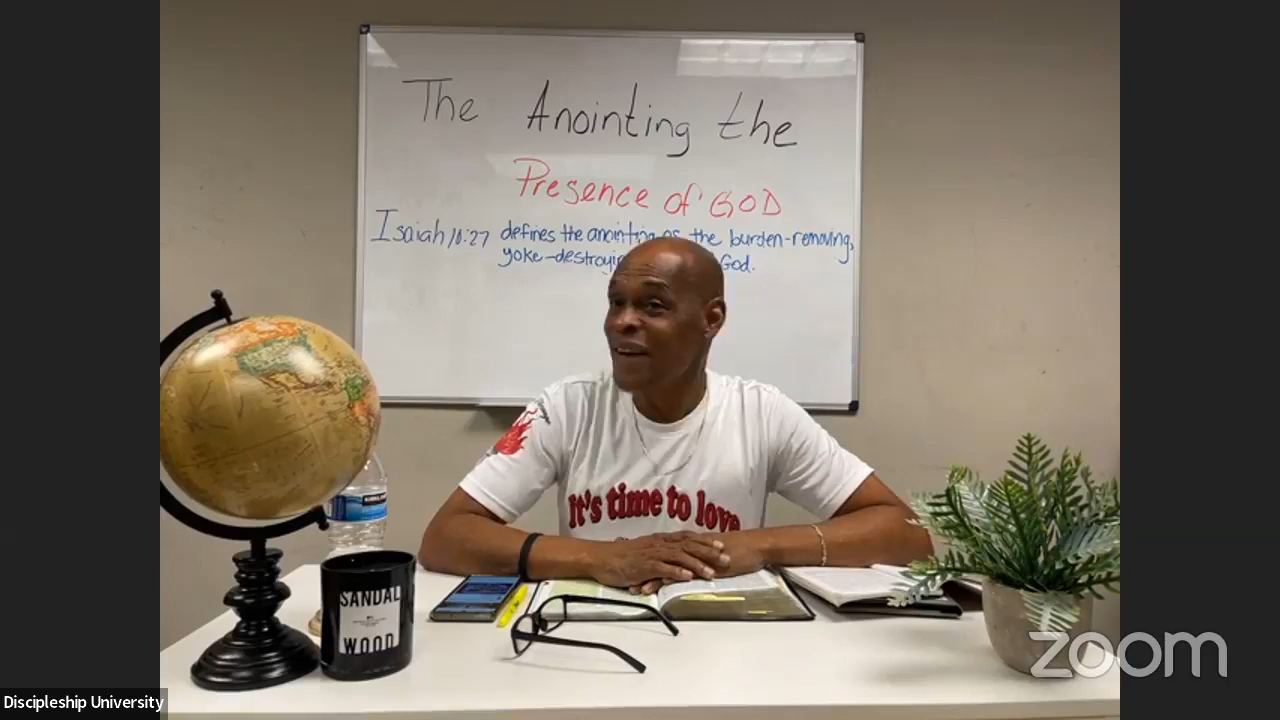 The Anointing the
Presence of GOD
Isaiah 10:27 defines the anointing as the burden-removing,
yoke-destroying God.
It's time to love
SANDAL
WOOD
Discipleship University
zoom